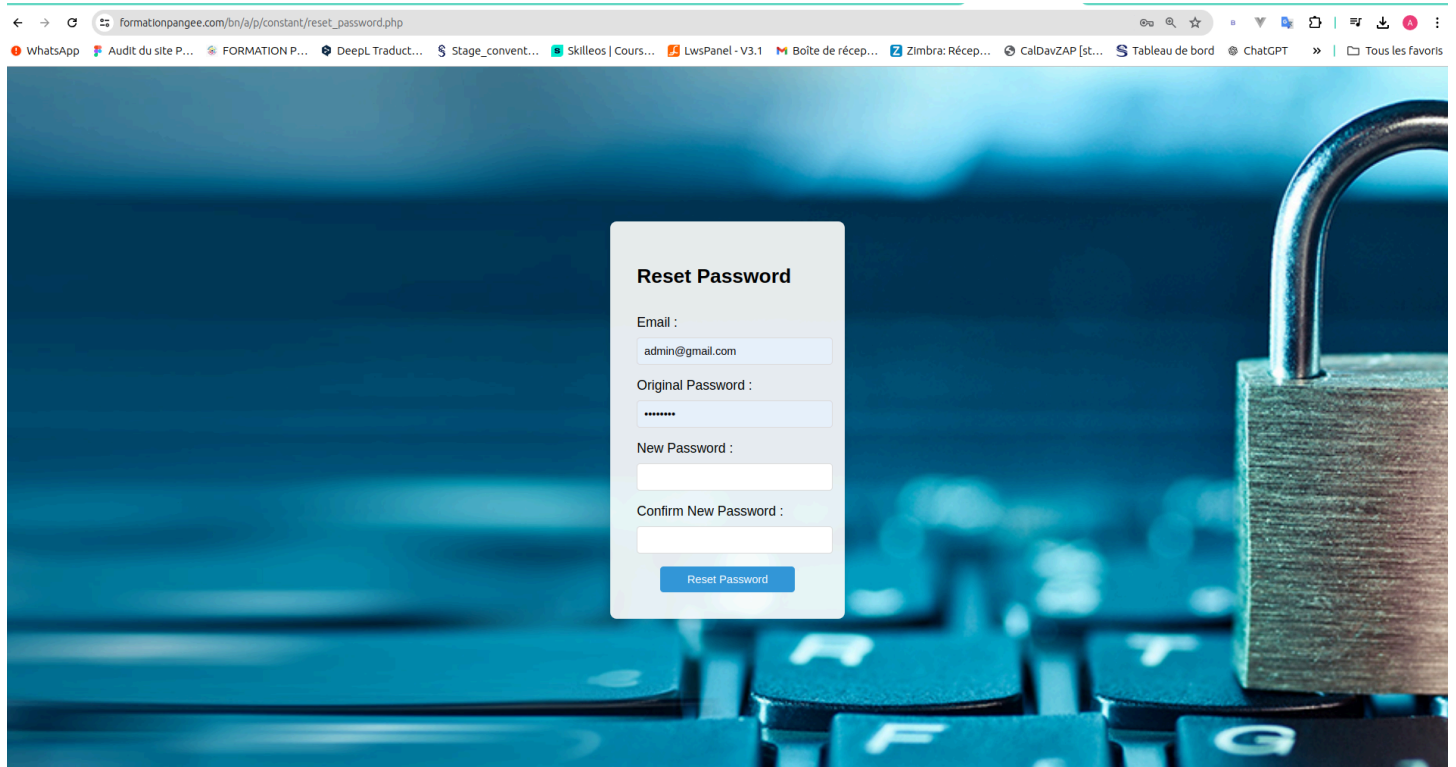 formationpangee.com/bn/a/p/constant/reset_password.php
A
WhatsApp Audit du site P... FORMATION P... DeepL Traduct... Stage_convent... Skilleos | Cours... LwsPanel - V3.1 Boîte de récep... Zimbra: Récep... CalDavZAP [st... Tableau de bord ChatGPT » Tous les favoris
Reset Password
Email :
admin@gmail.com
Original Password :
••••••••
New Password :
Confirm New Password :
Reset Password
T
F
G